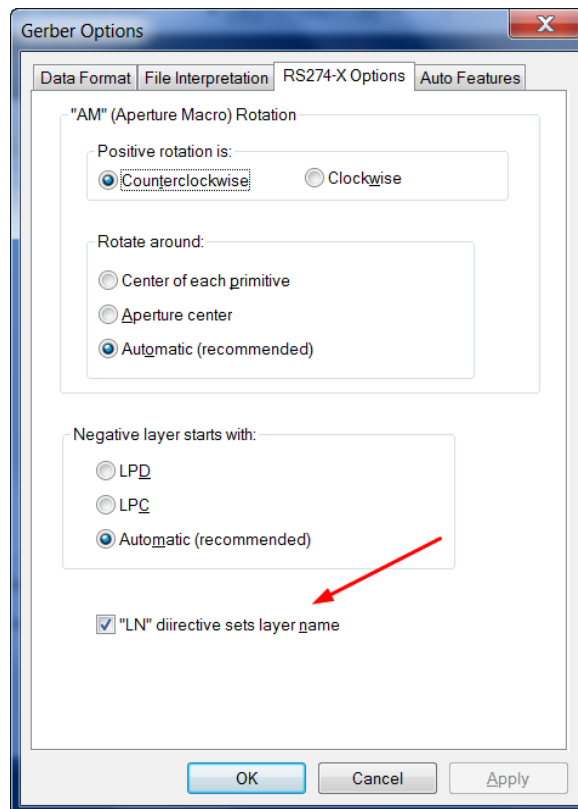 Gerber Options
Data Format File Interpretation RS274-X Options Auto Features
"AM" (Aperture Macro) Rotation
Positive rotation is:
Counterclockwise Clockwise
Rotate around:
Center of each primitive
Aperture center
Automatic (recommended)
Negative layer starts with:
LPD
LPC
Automatic (recommended)
"LN" diirective sets layer name
OK Cancel Apply